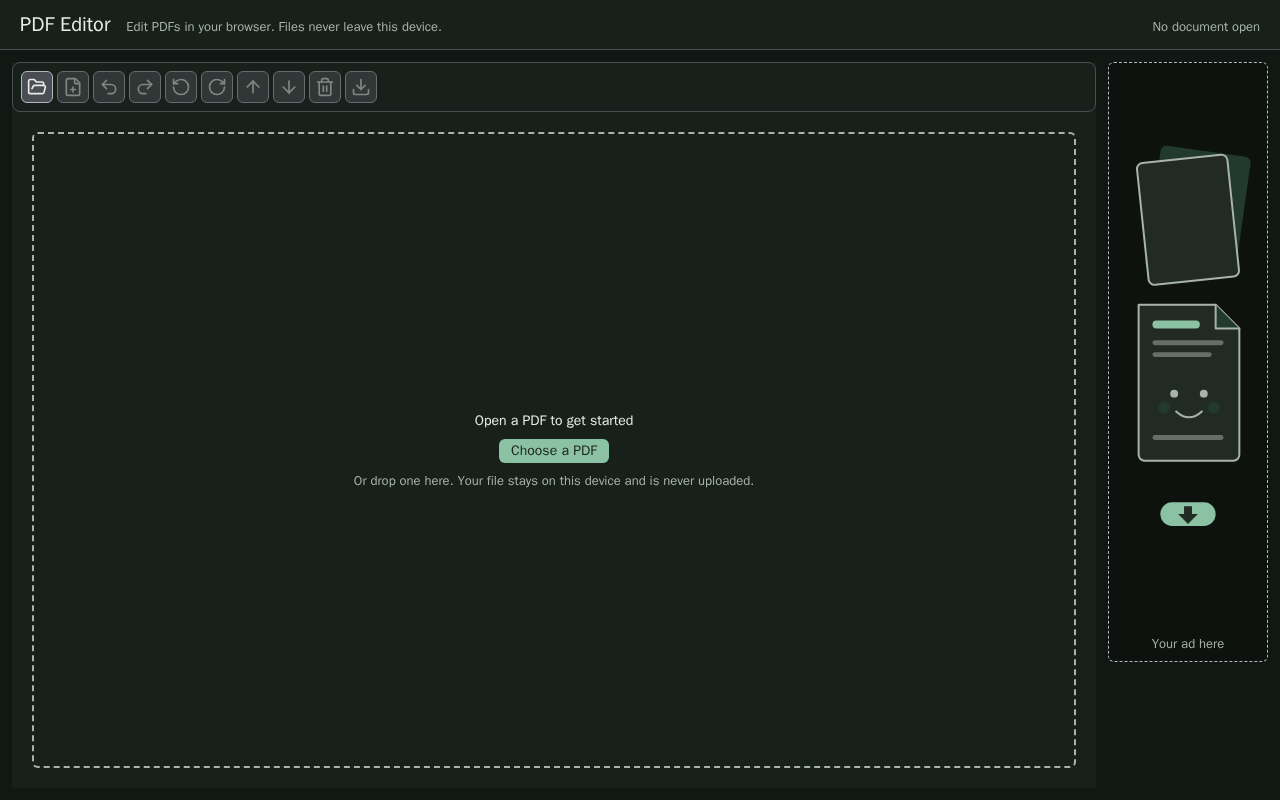 PDF Editor
Edit PDFs in your browser. Files never leave this device.
No document open
Open a PDF to get started
Choose a PDF
Or drop one here. Your file stays on this device and is never uploaded.
Your ad here